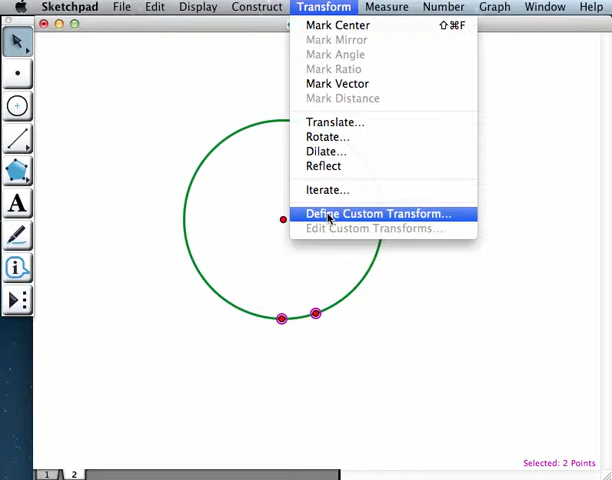 Sketchpad File Edit Display Construct Transform Measure Number Graph Window Help
Mark Center ⇧⌘F
Mark Mirror
Mark Angle
Mark Ratio
Mark Vector
Mark Distance
Translate...
Rotate...
Dilate...
Reflect
Iterate...
Define Custom Transform...
Edit Custom Transforms...
A
Selected: 2 Points
1 2